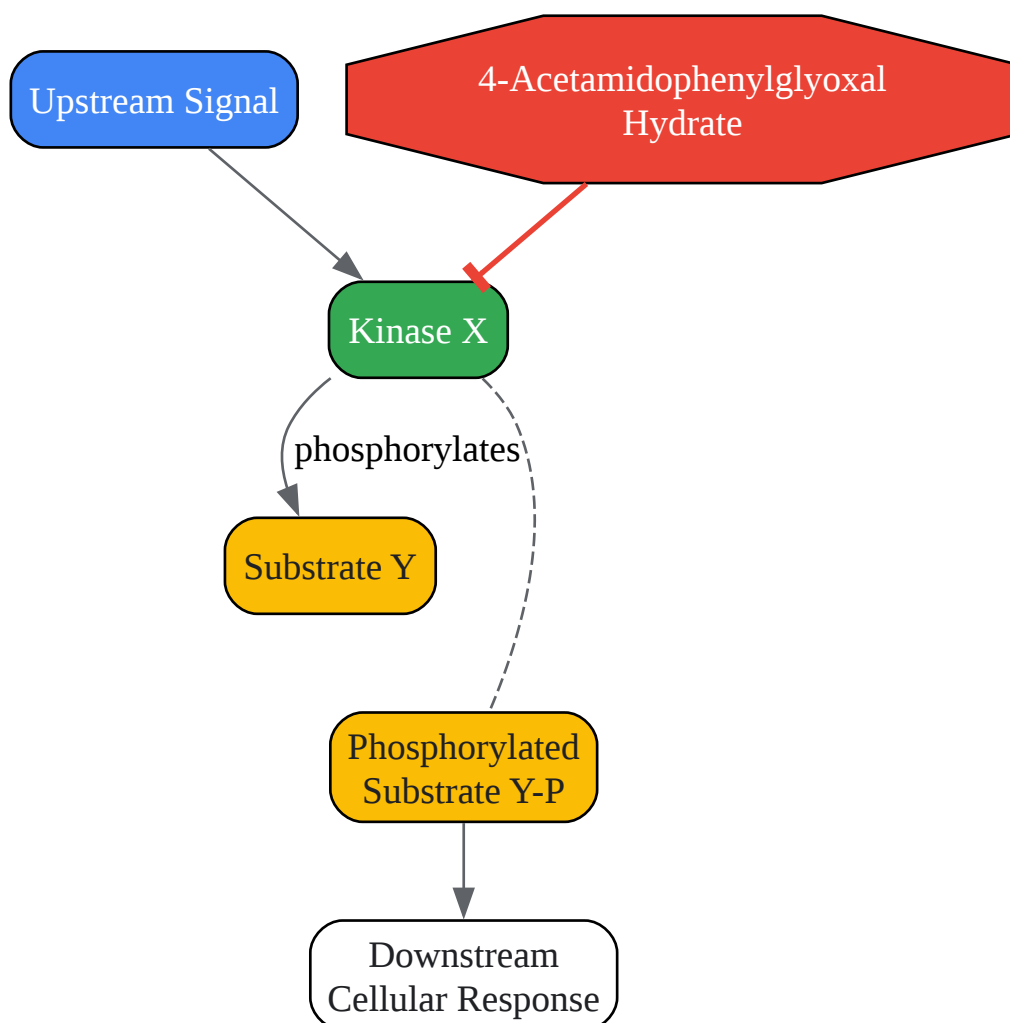 Upstream Signal
4-Acetamidophenylglyoxal
Hydrate
Kinase X
phosphorylates
Substrate Y
Phosphorylated
Substrate Y-P
Downstream
Cellular Response